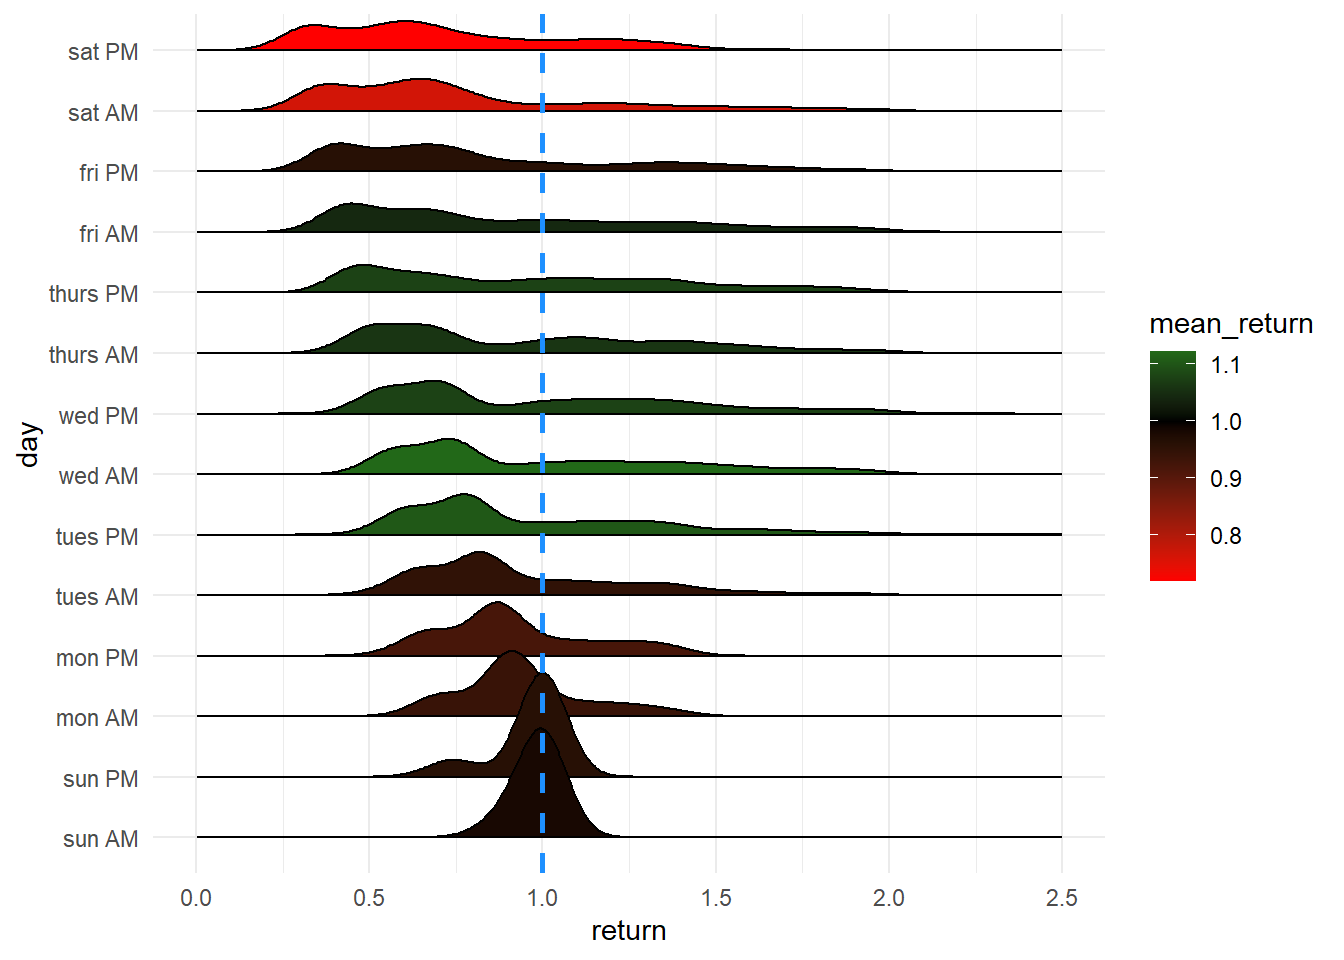 sat PM
sat AM
fri PM
fri AM
thurs PM
thurs AM
wed PM
wed AM
tues PM
tues AM
mon PM
mon AM
sun PM
sun AM
day
0.0 0.5 1.0 1.5 2.0 2.5
return
mean_return
1.1
1.0
0.9
0.8